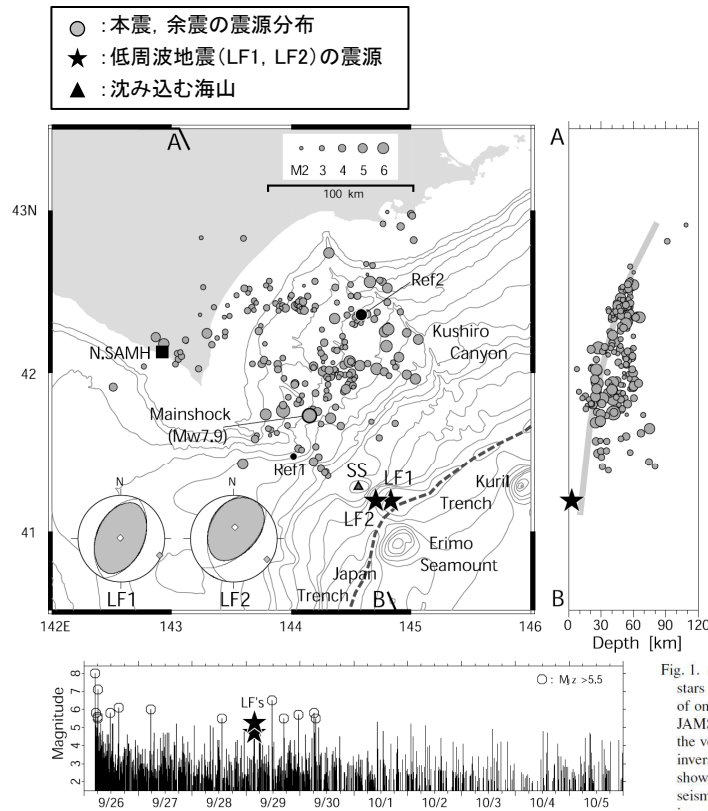 :本震、余震の震源分布
:低周波地震(LF1, LF2)の震源
:沈み込む海山
A
M2 3 4 5 6
100 km
43N
42
41
Ref2
Kushiro
Canyon
N.SAMH
Mainshock
(Mw7.9)
Ref1
SS
LF1
LF2
Kuril
Trench
Erimo
Seamount
Japan
Trench
B
N
N
LF1
LF2
142E 143 144 145 146
A
B
0 30 60 90 120
Depth [km]
Magnitude
8
7
6
5
4
3
2
LF's
: MJz >5.5
9/26 9/27 9/28 9/29 9/30 10/1 10/2 10/3 10/4 10/5
Fig. 1.
stars
of on
JAMS
the v
invers
show
seism